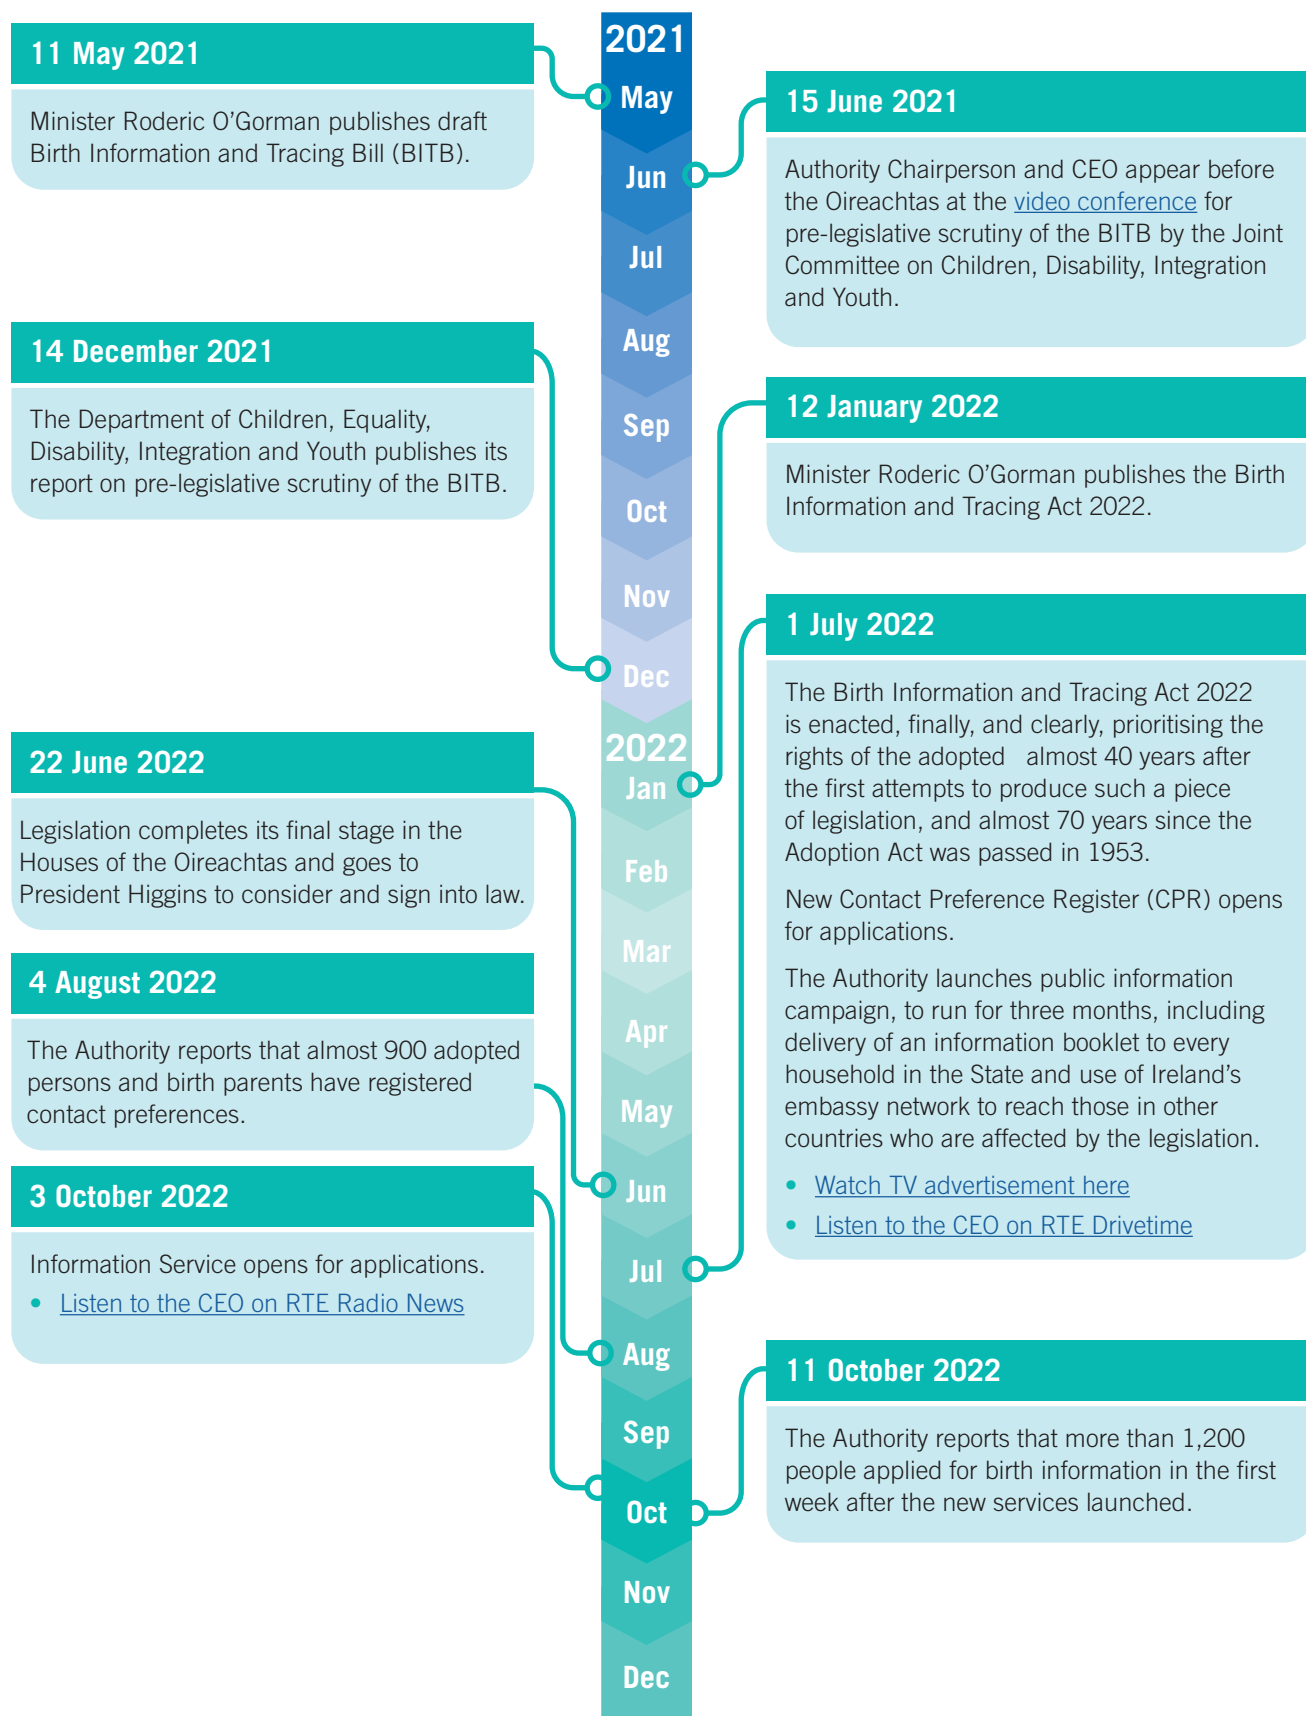 11 May 2021
Minister Roderic O'Gorman publishes draft
Birth Information and Tracing Bill (BITB).
15 June 2021
Authority Chairperson and CEO appear before
the Oireachtas at the video conference for
pre-legislative scrutiny of the BITB by the Joint
Committee on Children, Disability, Integration
and Youth.
14 December 2021
The Department of Children, Equality,
Disability, Integration and Youth publishes its
report on pre-legislative scrutiny of the BITB.
12 January 2022
Minister Roderic O'Gorman publishes the Birth
Information and Tracing Act 2022.
22 June 2022
Legislation completes its final stage in the
Houses of the Oireachtas and goes to
President Higgins to consider and sign into law.
1 July 2022
The Birth Information and Tracing Act 2022
is enacted, finally, and clearly, prioritising the
rights of the adopted almost 40 years after
the first attempts to produce such a piece
of legislation, and almost 70 years since the
Adoption Act was passed in 1953.
New Contact Preference Register (CPR) opens
for applications.
The Authority launches public information
campaign, to run for three months, including
delivery of an information booklet to every
household in the State and use of Ireland's
embassy network to reach those in other
countries who are affected by the legislation.
• Watch TV advertisement here
• Listen to the CEO on RTE Drivetime
4 August 2022
The Authority reports that almost 900 adopted
persons and birth parents have registered
contact preferences.
3 October 2022
Information Service opens for applications.
• Listen to the CEO on RTE Radio News
11 October 2022
The Authority reports that more than 1,200
people applied for birth information in the first
week after the new services launched.
2021
May
Jun
Jul
Aug
Sep
Oct
Nov
Dec
2022
Jan
Feb
Mar
Apr
May
Jun
Jul
Aug
Sep
Oct
Nov
Dec